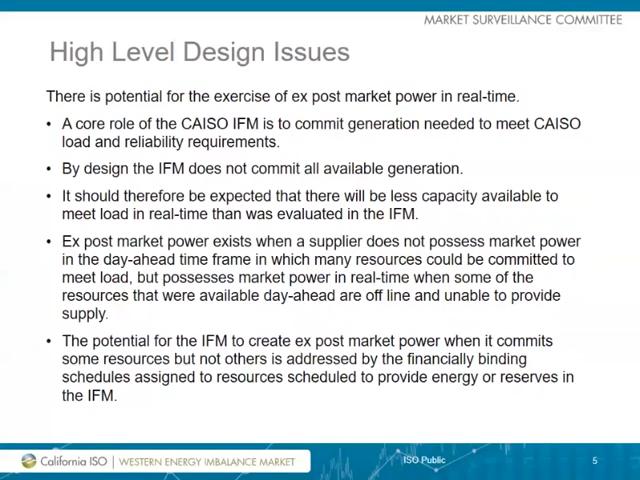 MARKET SURVEILLANCE COMMITTEE
High Level Design Issues
There is potential for the exercise of ex post market power in real-time.
• A core role of the CAISO IFM is to commit generation needed to meet CAISO
load and reliability requirements.
• By design the IFM does not commit all available generation.
• It should therefore be expected that there will be less capacity available to
meet load in real-time than was evaluated in the IFM.
• Ex post market power exists when a supplier does not possess market power
in the day-ahead time frame in which many resources could be committed to
meet load, but possesses market power in real-time when some of the
resources that were available day-ahead are off line and unable to provide
supply.
• The potential for the IFM to create ex post market power when it commits
some resources but not others is addressed by the financially binding
schedules assigned to resources scheduled to provide energy or reserves in
the IFM.
California ISO | WESTERN ENERGY IMBALANCE MARKET
ISO Public
5